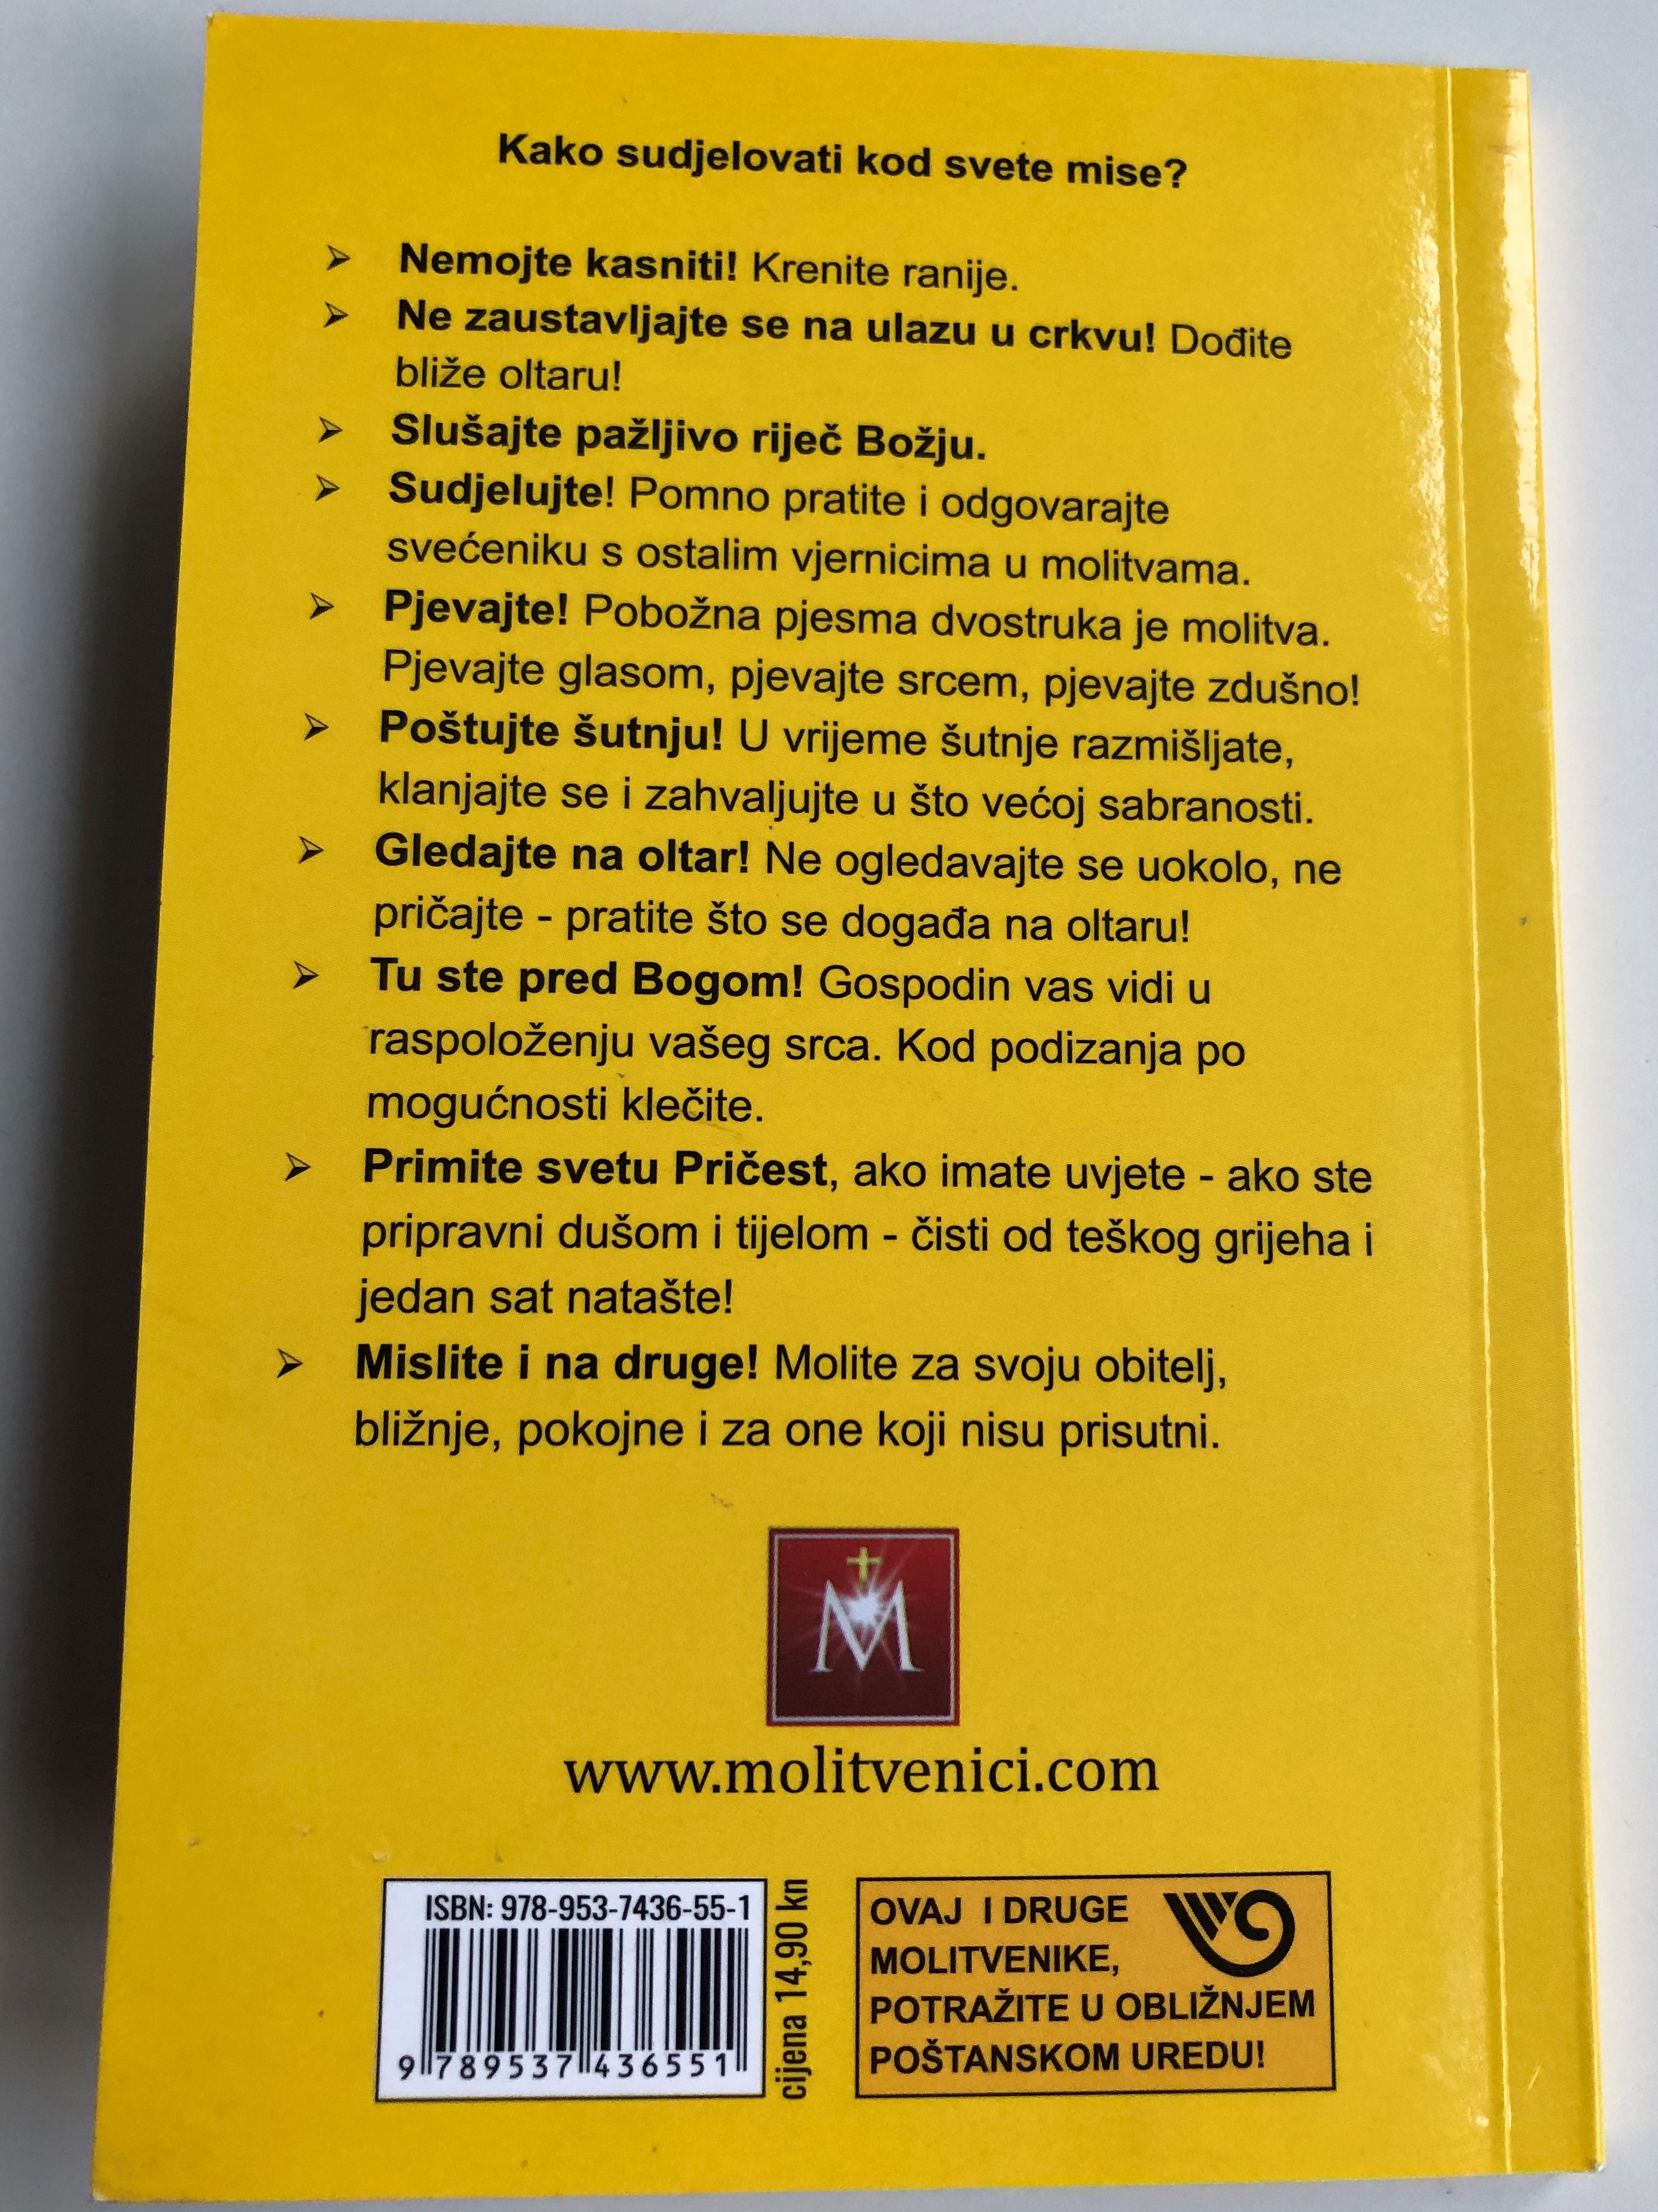 Kako sudjelovati kod svete mise?
➢ Nemojte kasniti! Krenite ranije.
➢ Ne zaustavljajte se na ulazu u crkvu! Dođite
bliže oltaru!
➢ Slušajte pažljivo riječ Božju.
➢ Sudjelujte! Pomno pratite i odgovarajte
svećeniku s ostalim vjernicima u molitvama.
➢ Pjevajte! Pobožna pjesma dvostruka je molitva.
Pjevajte glasom, pjevajte srcem, pjevajte zdušno!
➢ Poštujte šutnju! U vrijeme šutnje razmišljate,
klanjajte se i zahvaljujte u što većoj sabranosti.
➢ Gledajte na oltar! Ne ogledavajte se uokolo, ne
pričajte - pratite što se događa na oltaru!
➢ Tu ste pred Bogom! Gospodin vas vidi u
raspoloženju vašeg srca. Kod podizanja po
mogućnosti klečite.
➢ Primite svetu Pričest, ako imate uvjete - ako ste
pripravni dušom i tijelom - čisti od teškog grijeha i
jedan sat natašte!
➢ Mislite i na druge! Molite za svoju obitelj,
bližnje, pokojne i za one koji nisu prisutni.
M
www.molitvenici.com
ISBN: 978-953-7436-55-1
9 789537 436551
cijena 14,90 kn
OVAJ I DRUGE
MOLITVENIKE,
POTRAŽITE U OBLIŽNJEM
POŠTANSKOM UREDU!